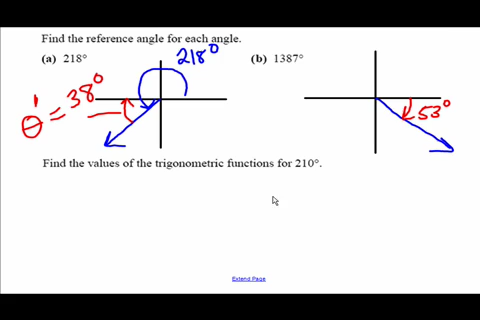 Find the reference angle for each angle.
(a) 218°
218°
(b) 1387°
θ' = 38°
53°
Find the values of the trigonometric functions for 210°.
Extend Page